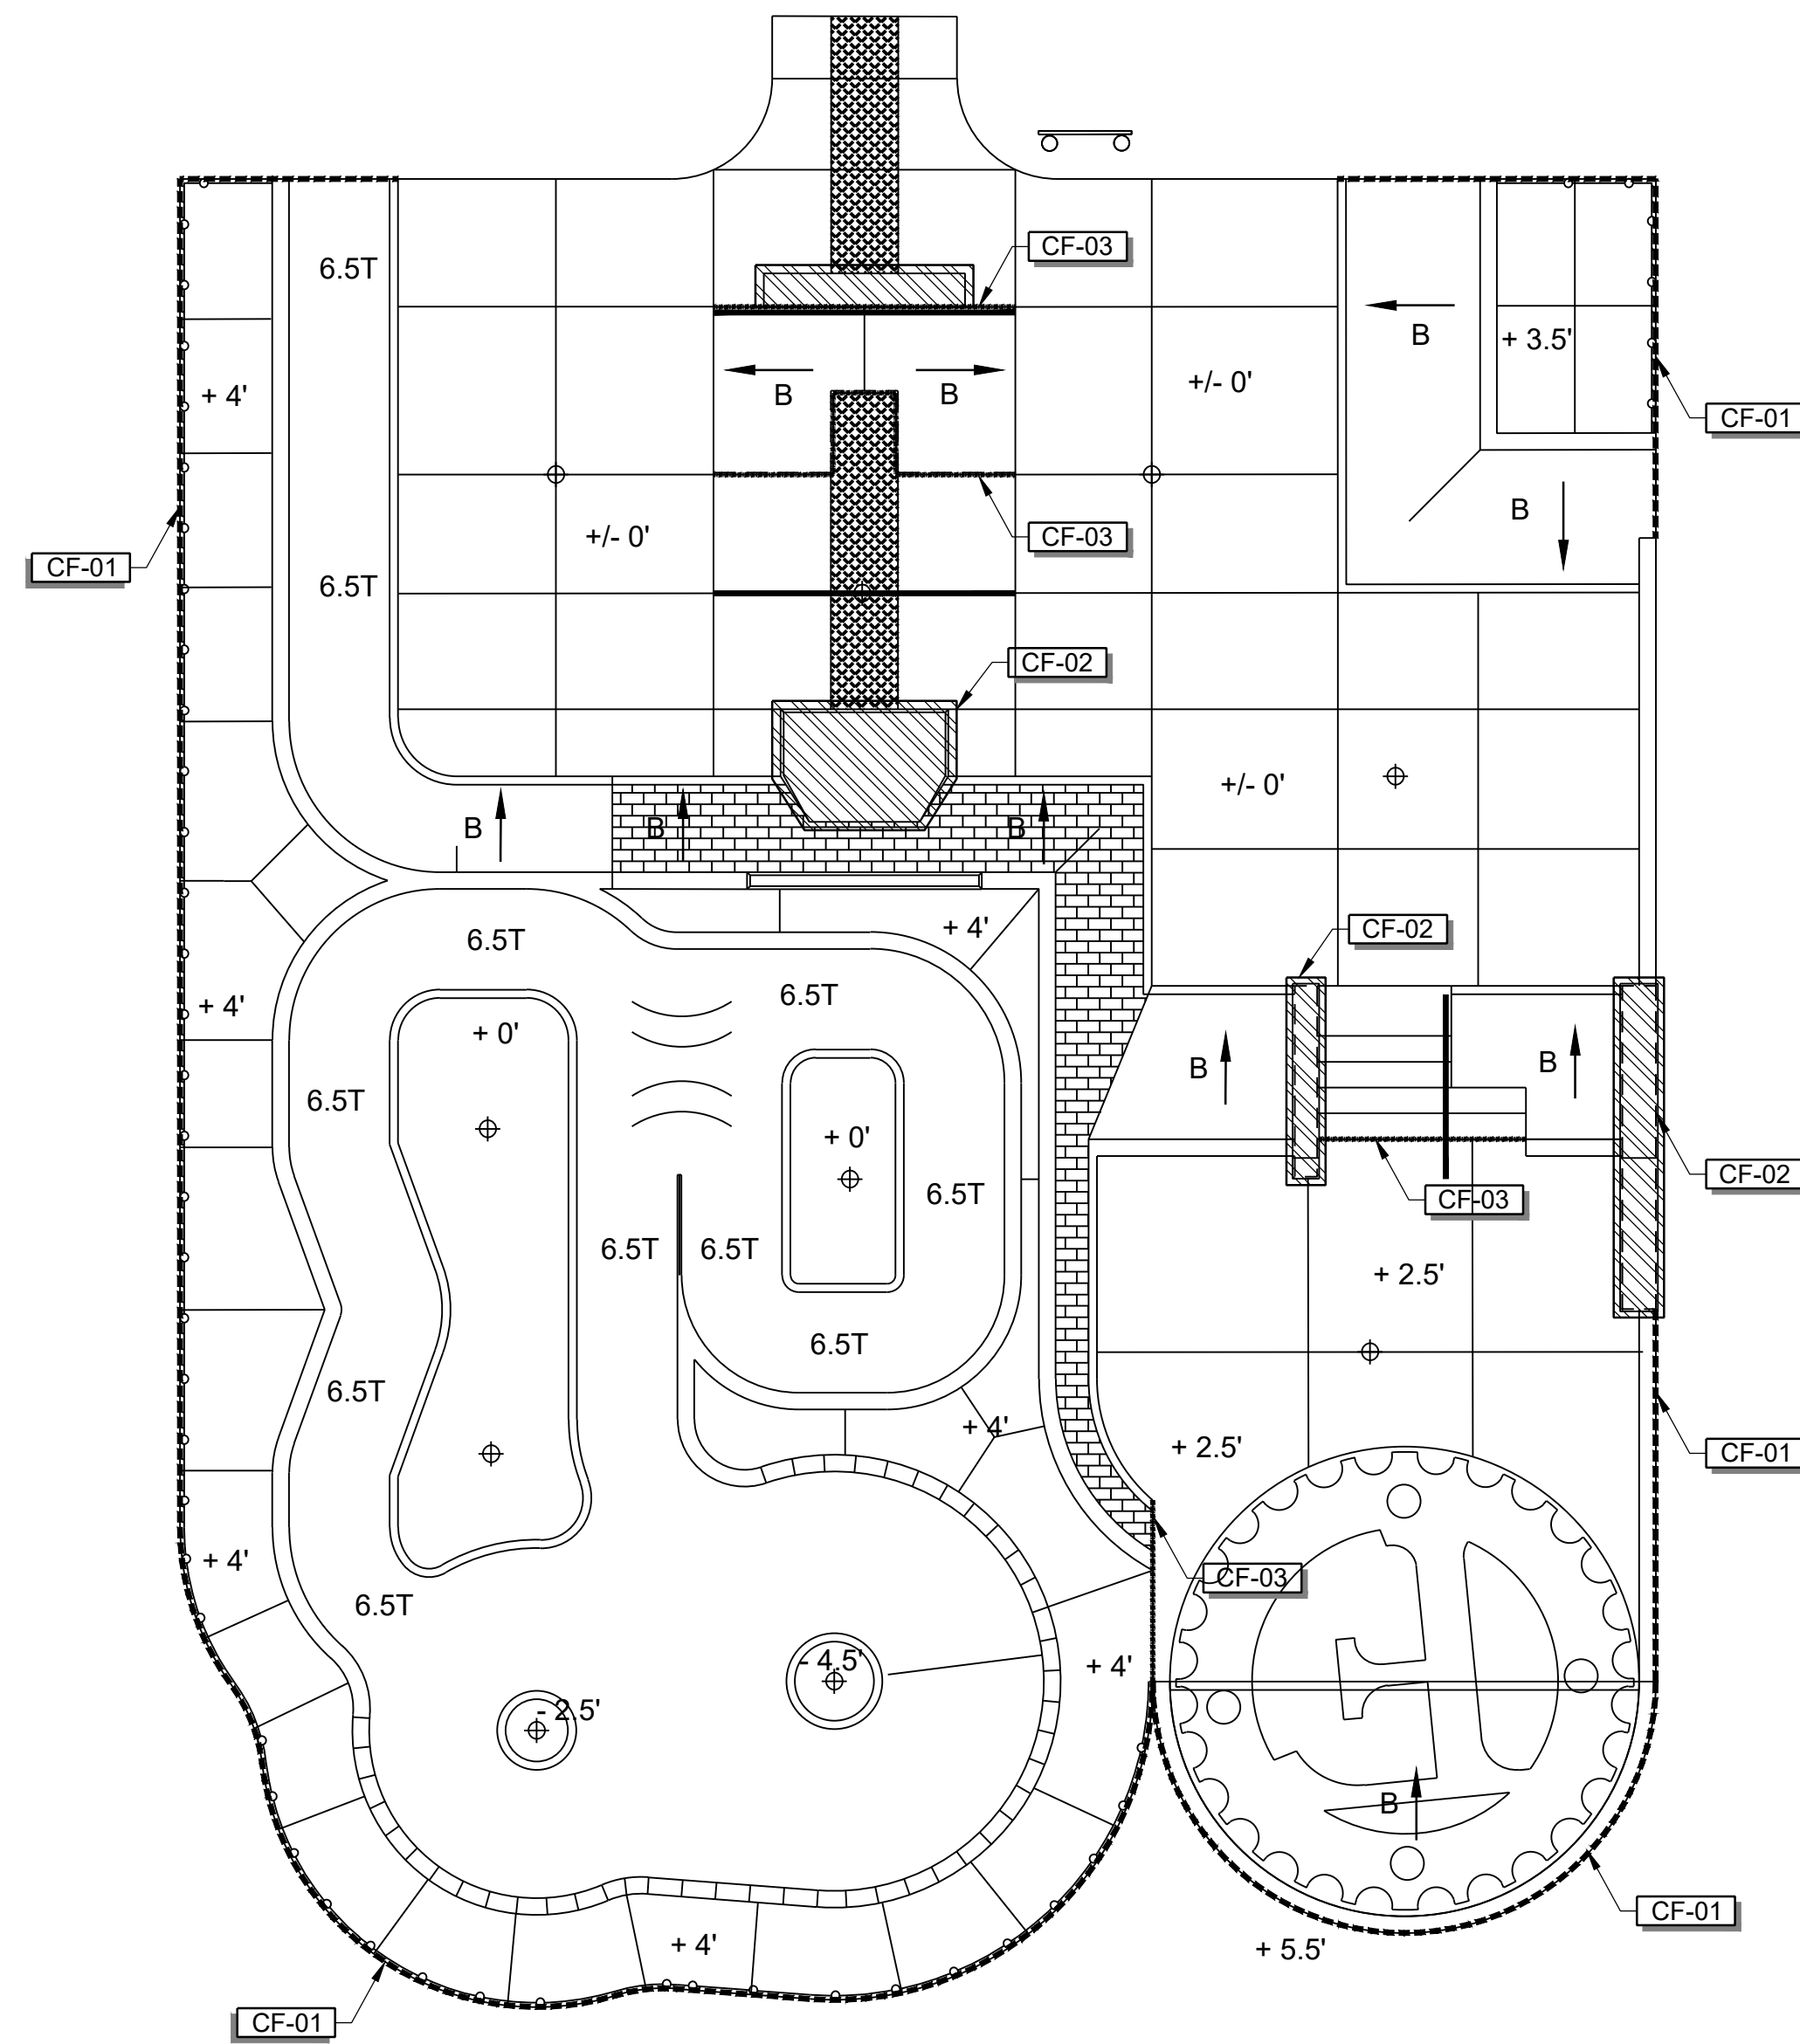 CF-03
6.5T
B
+ 3.5'
+/- 0'
B
B
+ 4'
CF-01
B
+/- 0'
CF-03
CF-01
6.5T
CF-02
+/- 0'
B
B
B
CF-02
+ 4'
6.5T
6.5T
+ 4'
+ 0'
B
B
6.5T
+ 0'
CF-02
6.5T
CF-03
6.5T
6.5T
+ 2.5'
6.5T
6.5T
+ 4'
+ 2.5'
CF-01
+ 4'
CF-03
6.5T
- 4.5'
+ 4'
- 2.5'
B
CF-01
+ 4'
+ 5.5'
CF-01